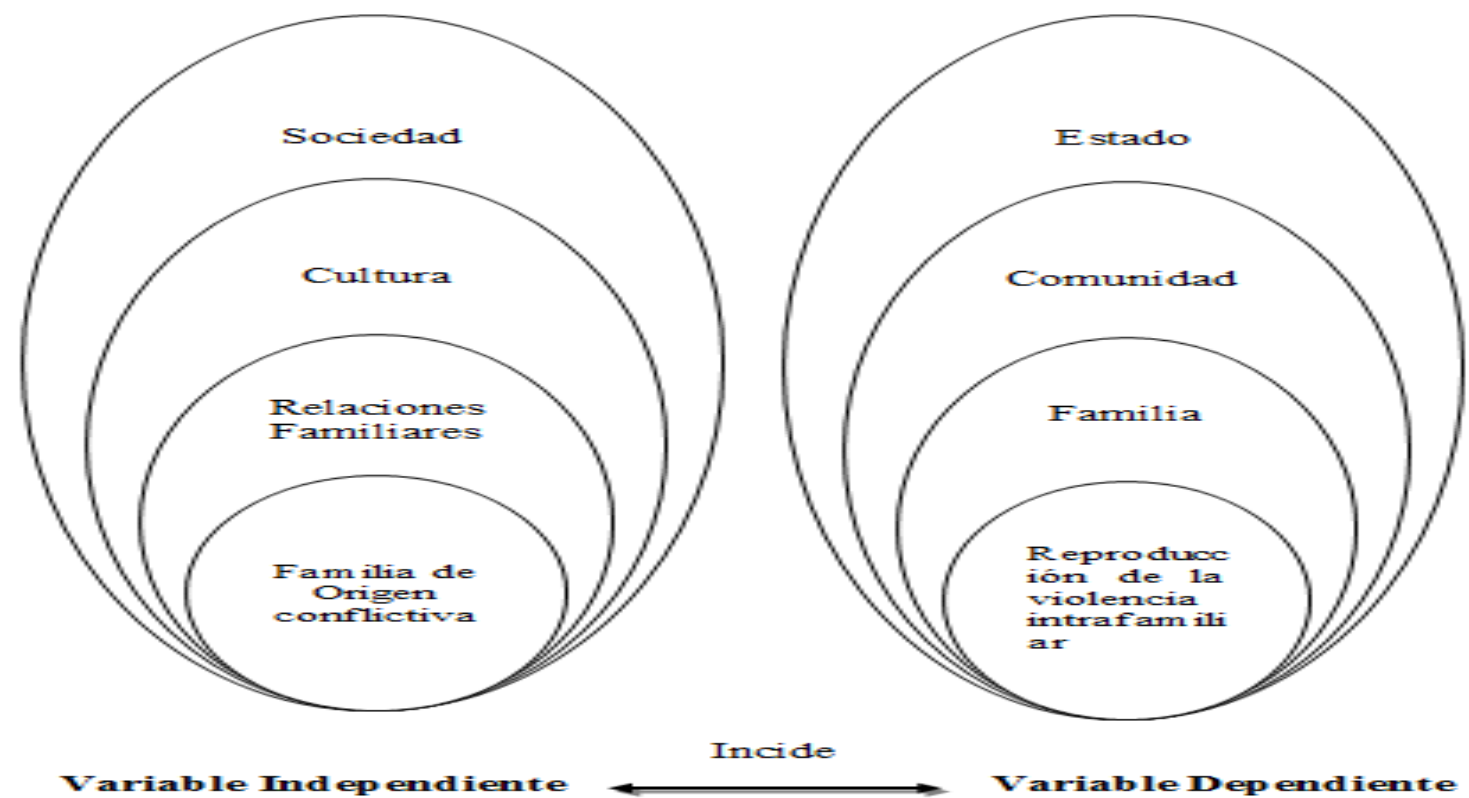 Sociedad
Cultura
Relaciones
Familiares
Familia de
Origen
conflictiva
Estado
Comunidad
Familia
Reproducc
ión de la
violencia
intrafamili
ar
Incide
Variable Independiente
Variable Dependiente